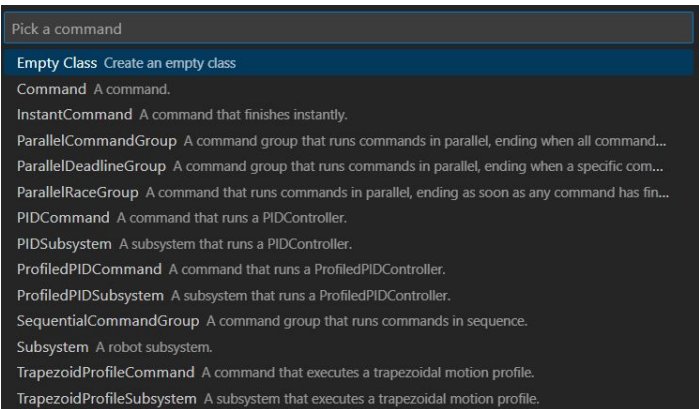 Pick a command
Empty Class Create an empty class
Command A command.
InstantCommand A command that finishes instantly.
ParallelCommandGroup A command group that runs commands in parallel, ending when all command...
ParallelDeadlineGroup A command group that runs commands in parallel, ending when a specific com...
ParallelRaceGroup A command that runs commands in parallel, ending as soon as any command has fin...
PIDCommand A command that runs a PIDController.
PIDSubsystem A subsystem that runs a PIDController.
ProfiledPIDCommand A command that runs a ProfiledPIDController.
ProfiledPIDSubsystem A subsystem that runs a ProfiledPIDController.
SequentialCommandGroup A command group that runs commands in sequence.
Subsystem A robot subsystem.
TrapezoidProfileCommand A command that executes a trapezoidal motion profile.
TrapezoidProfileSubsystem A subsystem that executes a trapezoidal motion profile.